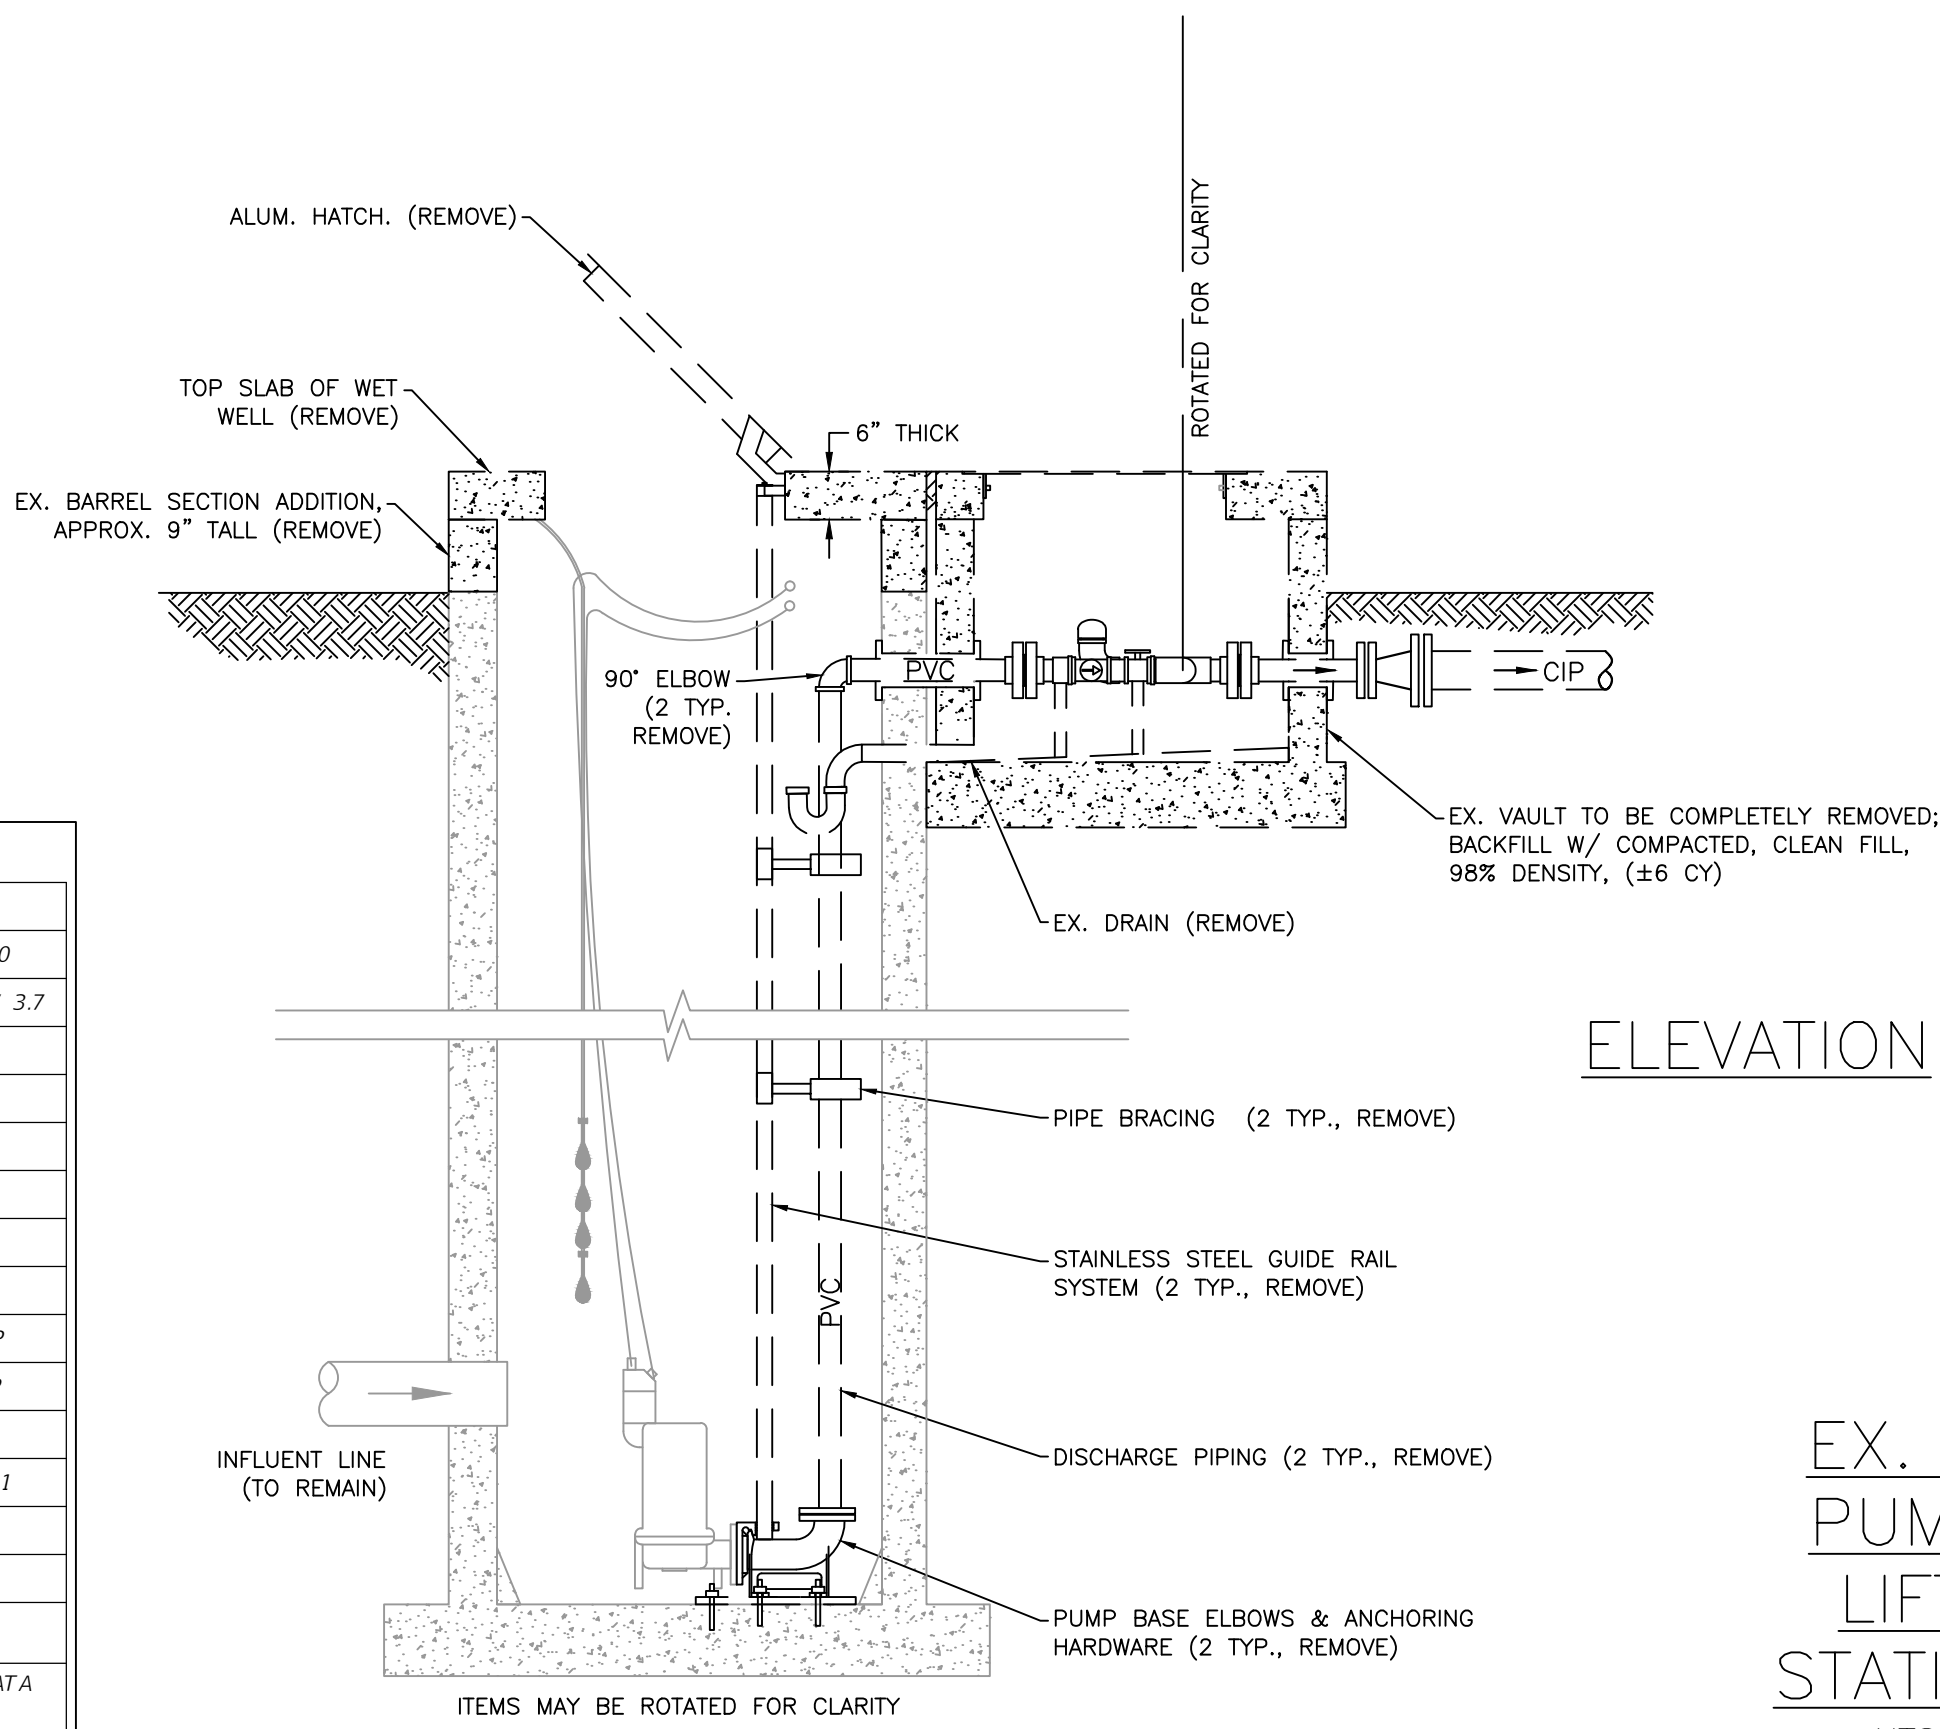 ROTATED FOR CLARITY
ALUM. HATCH. (REMOVE)
TOP SLAB OF WET
WELL (REMOVE)
6” THICK
EX. BARREL SECTION ADDITION,
APPROX. 9” TALL (REMOVE)
90° ELBOW
(2 TYP.
REMOVE)
PVC
CIP
EX. VAULT TO BE COMPLETELY REMOVED;
BACKFILL W/ COMPACTED, CLEAN FILL,
98% DENSITY, (±6 CY)
EX. DRAIN (REMOVE)
3.7
ELEVATION
PIPE BRACING (2 TYP., REMOVE)
STAINLESS STEEL GUIDE RAIL
SYSTEM (2 TYP., REMOVE)
PVC
INFLUENT LINE
(TO REMAIN)
DISCHARGE PIPING (2 TYP., REMOVE)
PUMP BASE ELBOWS & ANCHORING
HARDWARE (2 TYP., REMOVE)
ITEMS MAY BE ROTATED FOR CLARITY
EX.